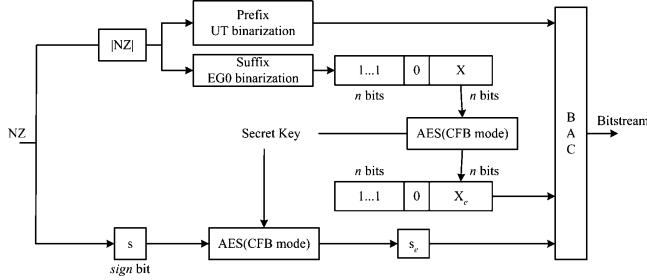 Prefix
UT binarization
|NZ|
Suffix
EG0 binarization
1...1 0 X
n bits n bits
B
A
C
Bitstream
NZ
Secret Key
AES(CFB mode)
n bits n bits
1...1 0 Xe
s
AES(CFB mode)
se
sign bit